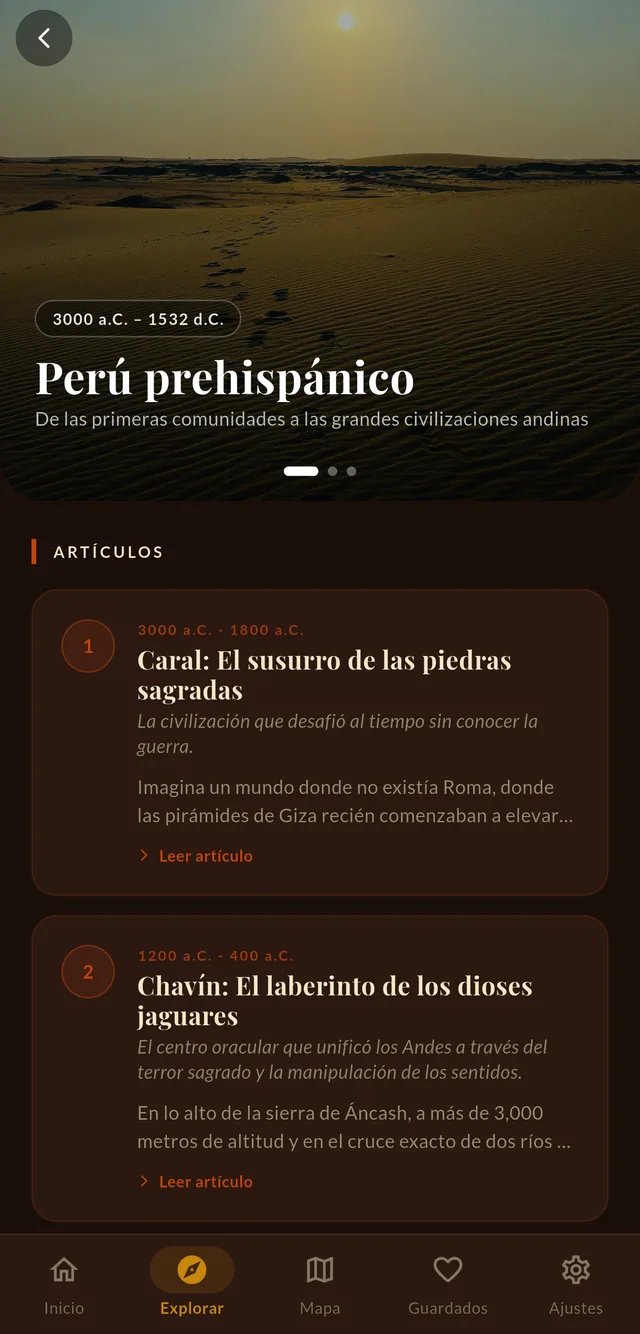 3000 a.C. – 1532 d.C.
Perú prehispánico
De las primeras comunidades a las grandes civilizaciones andinas
ARTÍCULOS
1
3000 a.C. - 1800 a.C.
Caral: El susurro de las piedras
sagradas
La civilización que desafió al tiempo sin conocer la
guerra.
Imagina un mundo donde no existía Roma, donde
las pirámides de Giza recién comenzaban a elevar...
Leer artículo
2
1200 a.C. - 400 a.C.
Chavín: El laberinto de los dioses
jaguares
El centro oracular que unificó los Andes a través del
terror sagrado y la manipulación de los sentidos.
En lo alto de la sierra de Áncash, a más de 3,000
metros de altitud y en el cruce exacto de dos ríos ...
Leer artículo
Inicio
Explorar
Mapa
Guardados
Ajustes